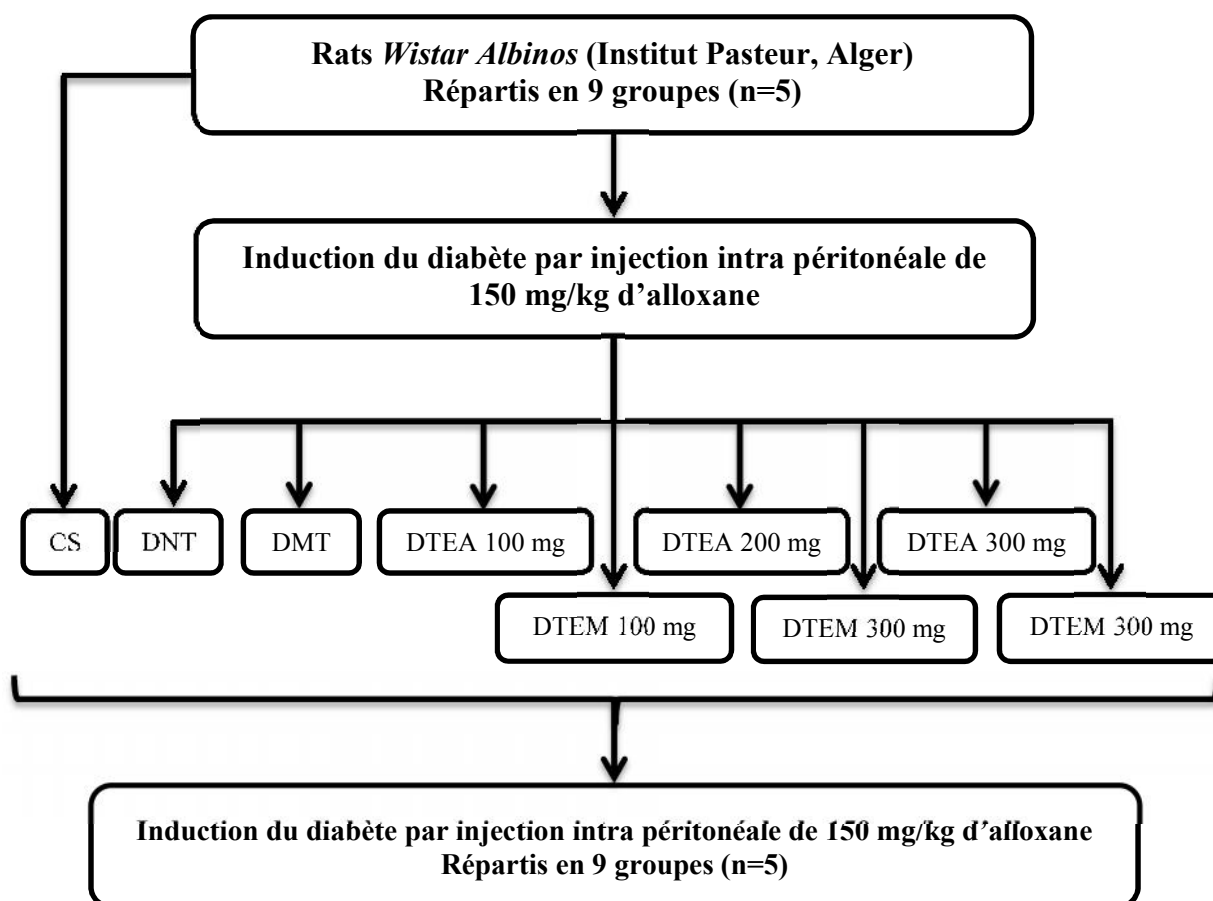 Rats Wistar Albinos (Institut Pasteur, Alger)
Répartis en 9 groupes (n=5)
Induction du diabète par injection intra péritonéale de
150 mg/kg d’alloxane
CS
DNT
DMT
DTEA 100 mg
DTEA 200 mg
DTEA 300 mg
DTEM 100 mg
DTEM 300 mg
DTEM 300 mg
Induction du diabète par injection intra péritonéale de 150 mg/kg d’alloxane
Répartis en 9 groupes (n=5)